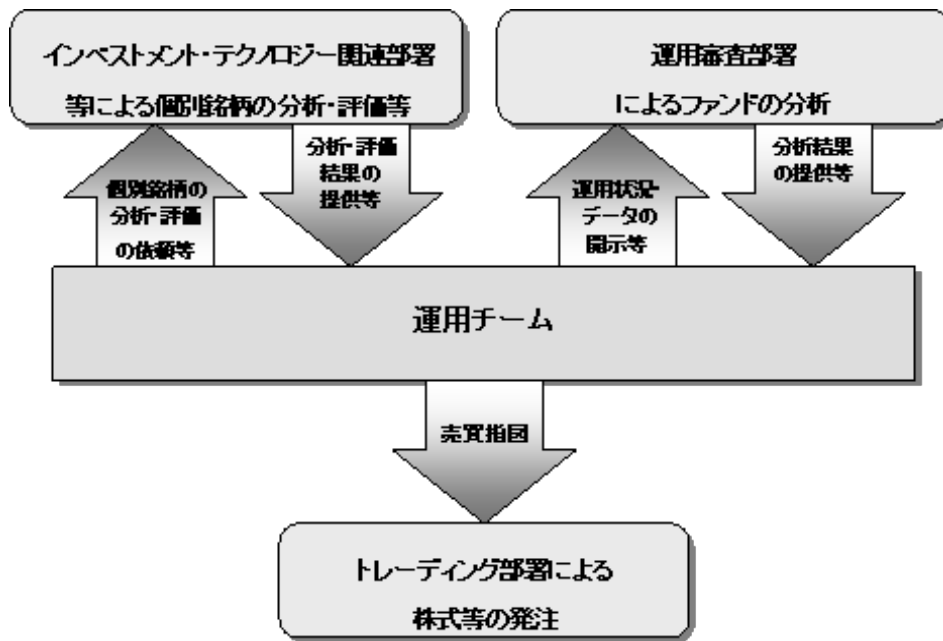 インベストメント・テクノロジー関連部署
等による個別銘柄の分析・評価等
運用審査部署
によるファンドの分析
個別銘柄の
分析・評価
の依頼等
分析・評価
結果の
提供等
運用状況・
データの
開示等
分析結果
の提供等
運用チーム
売買指図
トレーディング部署による
株式等の発注